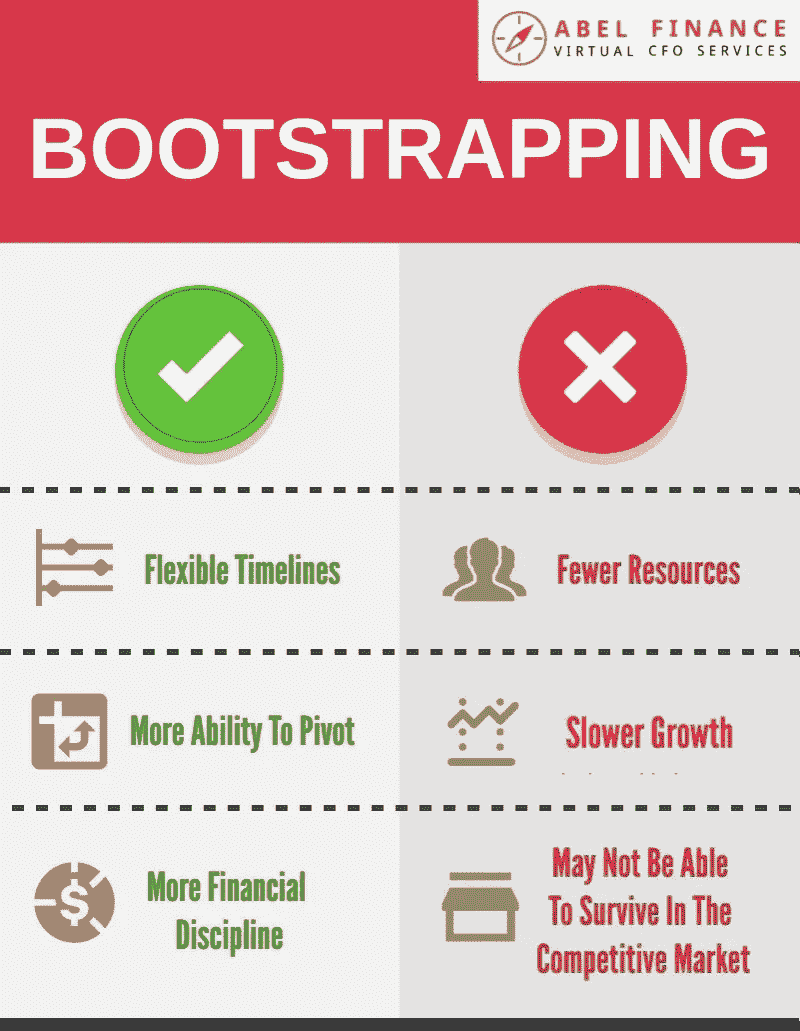 ABEL FINANCE
VIRTUAL CFO SERVICES
BOOTSTRAPPING
Flexible Timelines
Fewer Resources
More Ability To Pivot
Slower Growth
More Financial
Discipline
May Not Be Able
To Survive In The
Competitive Market